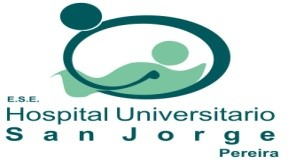 E.S.E.
Hospital Universitario
San Jorge
Pereira